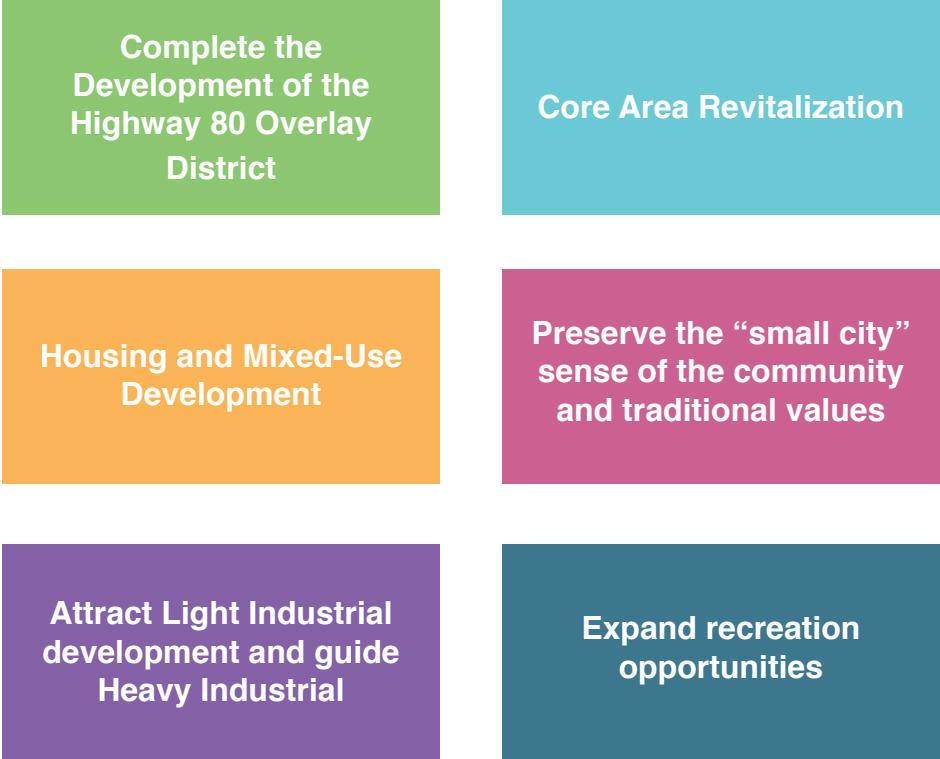 Complete the
Development of the
Highway 80 Overlay
District
Core Area Revitalization
Housing and Mixed-Use
Development
Preserve the “small city”
sense of the community
and traditional values
Attract Light Industrial
development and guide
Heavy Industrial
Expand recreation
opportunities